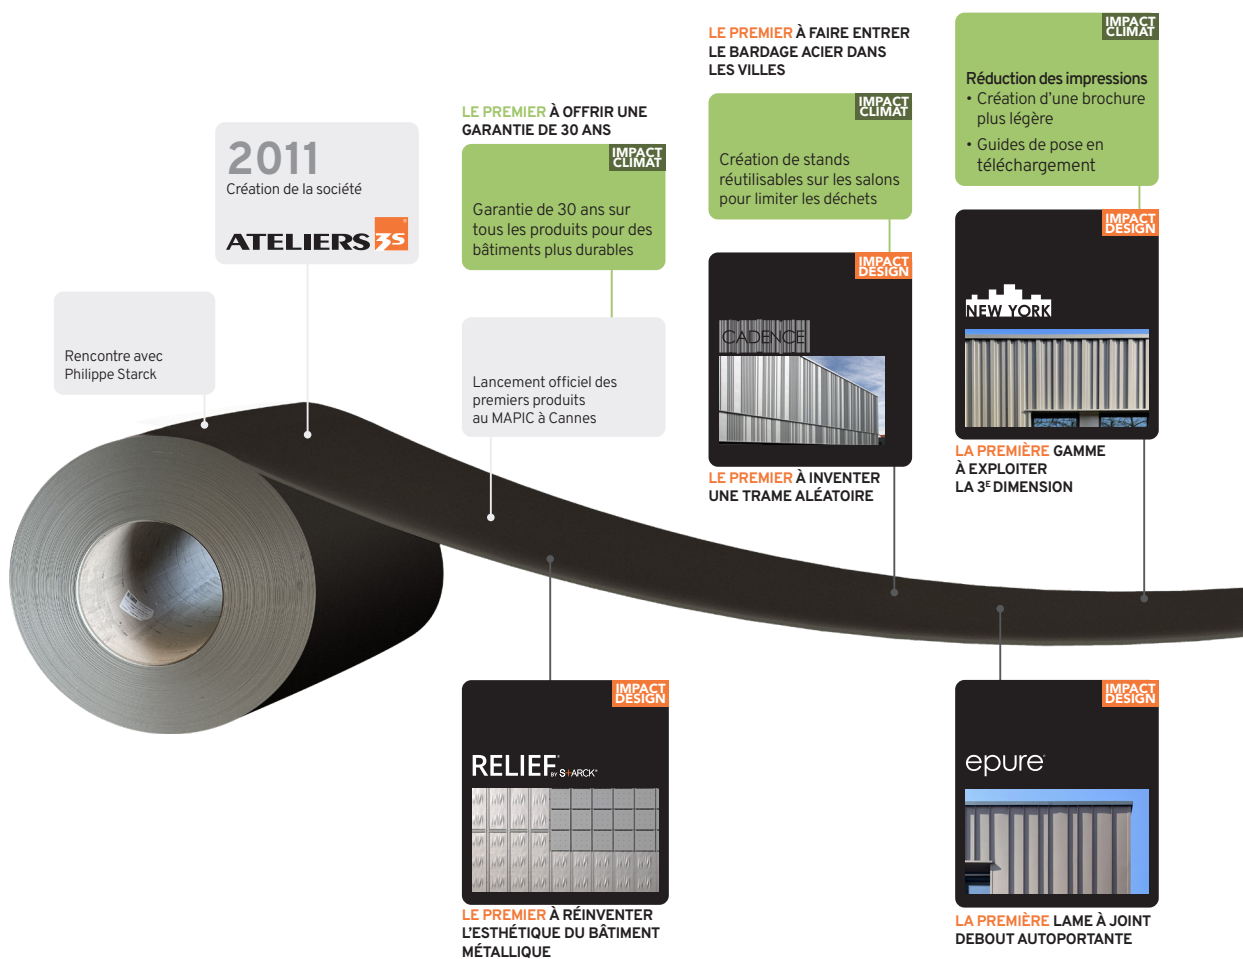 Rencontre avec
Philippe Starck
2011
Création de la société
ATELIERS 3S
LE PREMIER À OFFRIR UNE
GARANTIE DE 30 ANS
IMPACT
CLIMAT
Garantie de 30 ans sur
tous les produits pour des
bâtiments plus durables
Lancement officiel des
premiers produits
au MAPIC à Cannes
IMPACT
DESIGN
RELIEF BY STARCK
LE PREMIER À RÉINVENTER
L'ESTHÉTIQUE DU BÂTIMENT
MÉTALLIQUE
LE PREMIER À FAIRE ENTRER
LE BARDAGE ACIER DANS
LES VILLES
IMPACT
CLIMAT
Création de stands
réutilisables sur les salons
pour limiter les déchets
IMPACT
DESIGN
CADENCE
LE PREMIER À INVENTER
UNE TRAME ALÉATOIRE
IMPACT
CLIMAT
Réduction des impressions
• Création d'une brochure
plus légère
• Guides de pose en
téléchargement
IMPACT
DESIGN
NEW YORK
LA PREMIÈRE GAMME
À EXPLOITER
LA 3E DIMENSION
IMPACT
DESIGN
epure
LA PREMIÈRE LAME À JOINT
DEBOUT AUTOPORTANTE